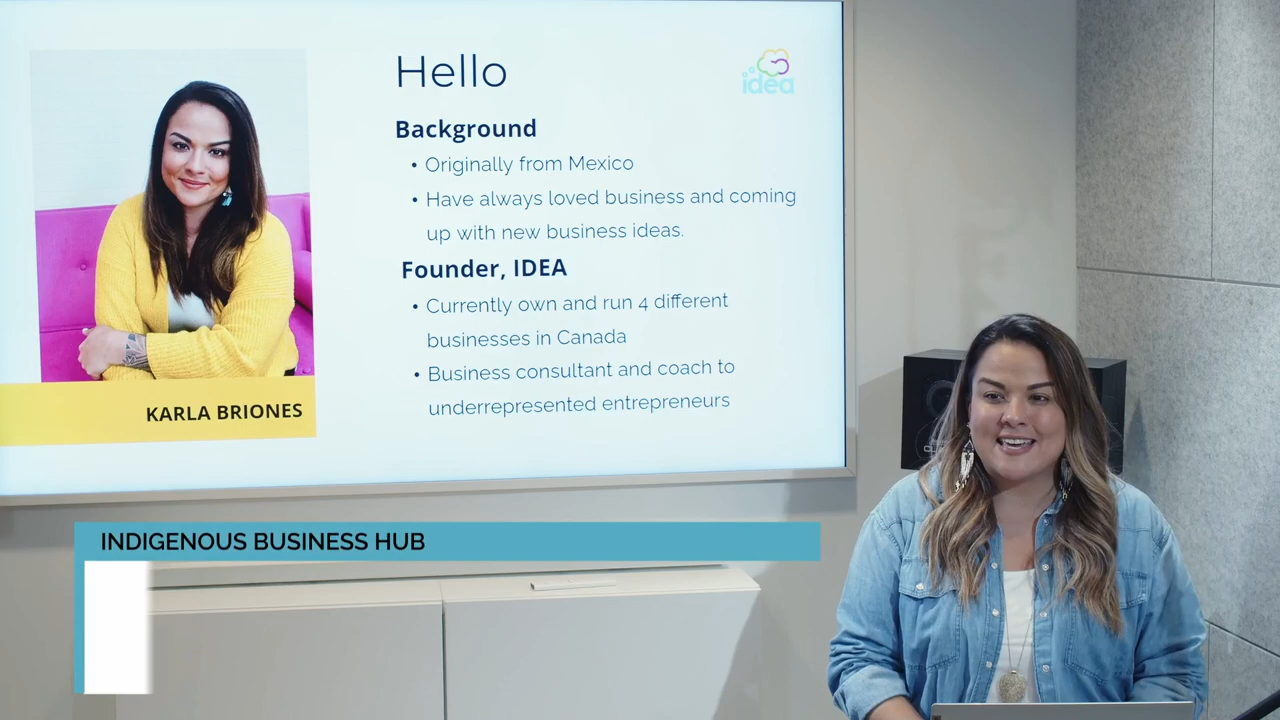 Hello
idea
Background
• Originally from Mexico
• Have always loved business and coming
up with new business ideas.
Founder, IDEA
• Currently own and run 4 different
businesses in Canada
• Business consultant and coach to
underrepresented entrepreneurs
KARLA BRIONES
INDIGENOUS BUSINESS HUB